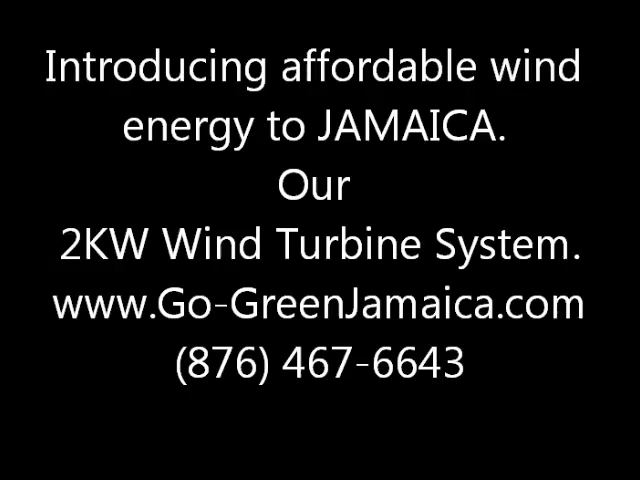 Introducing affordable wind
energy to JAMAICA.
Our
2KW Wind Turbine System.
www.Go-GreenJamaica.com
(876) 467-6643